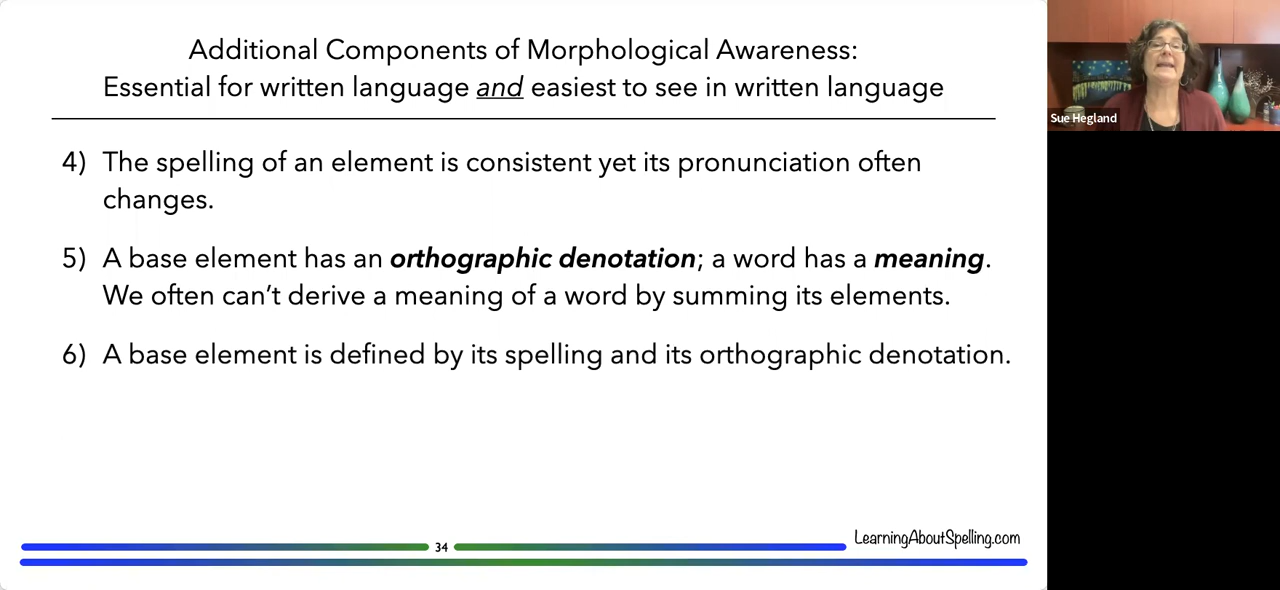 Additional Components of Morphological Awareness:
Essential for written language and easiest to see in written language
4) The spelling of an element is consistent yet its pronunciation often
changes.
5) A base element has an orthographic denotation; a word has a meaning.
We often can’t derive a meaning of a word by summing its elements.
6) A base element is defined by its spelling and its orthographic denotation.
34
LearningAboutSpelling.com
Sue Hegland